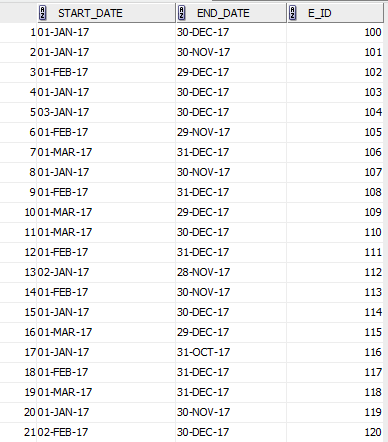 START_DATE END_DATE E_ID
1 01-JAN-17 30-DEC-17 100
2 01-JAN-17 30-NOV-17 101
3 01-FEB-17 29-DEC-17 102
4 01-JAN-17 30-DEC-17 103
5 03-JAN-17 30-DEC-17 104
6 01-FEB-17 29-NOV-17 105
7 01-MAR-17 31-DEC-17 106
8 01-JAN-17 30-NOV-17 107
9 01-FEB-17 31-DEC-17 108
10 01-MAR-17 29-DEC-17 109
11 01-MAR-17 30-DEC-17 110
12 01-FEB-17 31-DEC-17 111
13 02-JAN-17 28-NOV-17 112
14 01-FEB-17 30-NOV-17 113
15 01-JAN-17 30-DEC-17 114
16 01-MAR-17 29-DEC-17 115
17 01-JAN-17 31-OCT-17 116
18 01-FEB-17 31-DEC-17 117
19 01-MAR-17 31-DEC-17 118
20 01-JAN-17 30-NOV-17 119
21 02-FEB-17 30-DEC-17 120